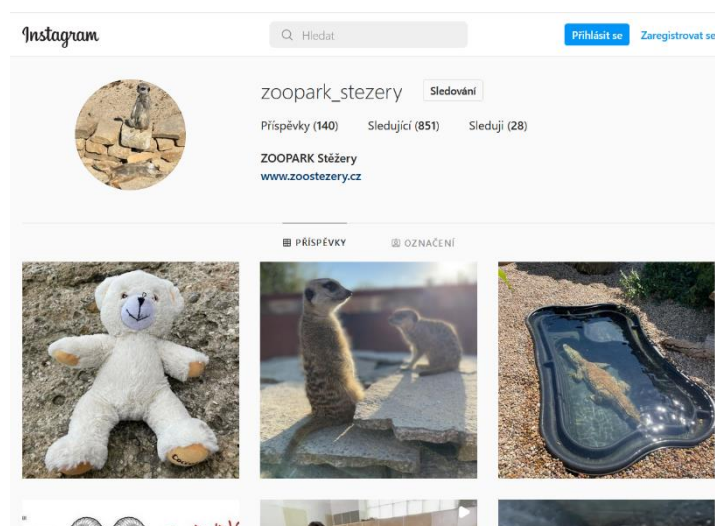 Instagram
Hledat
Přihlásit se
Zaregistrovat se
zoopark_stezery
Sledování
Příspěvky (140) Sledující (851) Sleduji (28)
ZOOPARK Stěžery
www.zoostezery.cz
PŘÍSPĚVKY
OZNAČENÍ